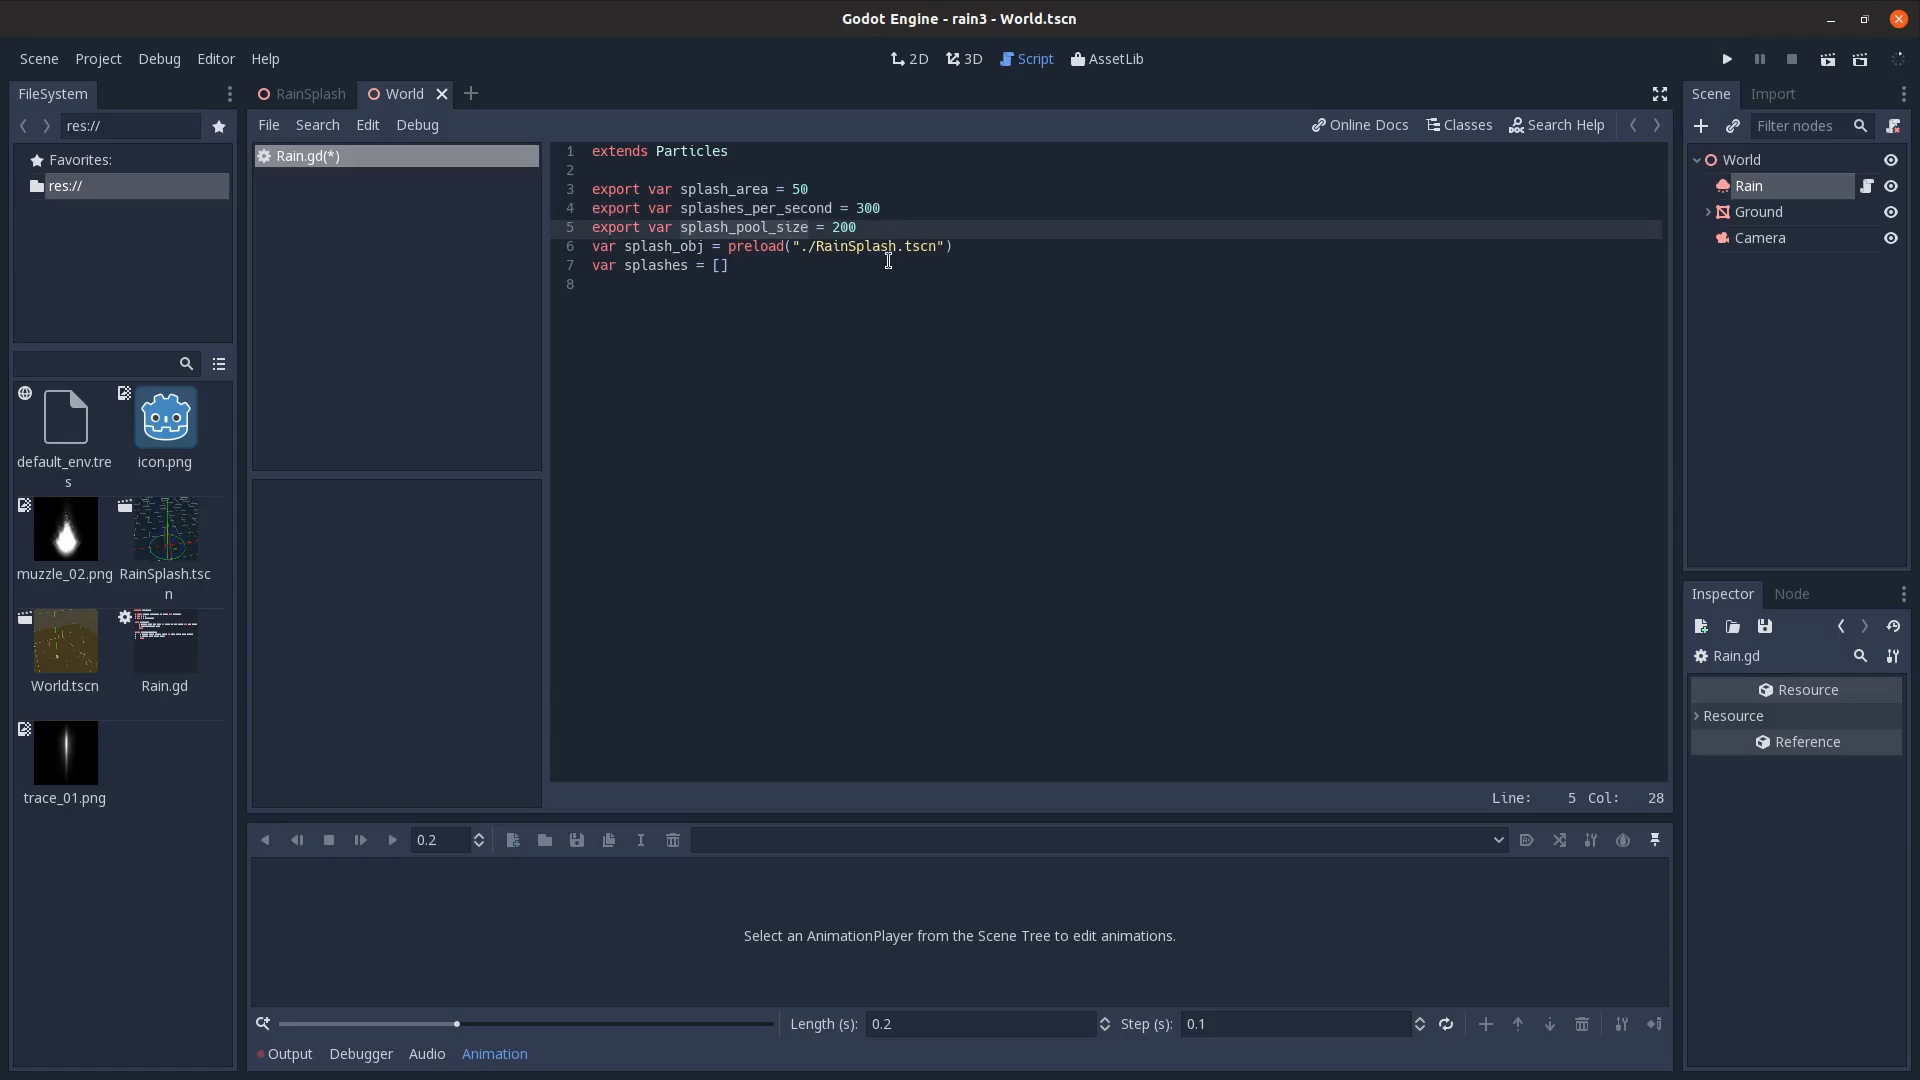 Godot Engine - rain3 - World.tscn
Scene Project Debug Editor Help
2D 3D Script AssetLib
FileSystem
RainSplash World
Scene Import
res://
File Search Edit Debug
Online Docs Classes Search Help
Filter nodes
Favorites:
res://
Rain.gd(*)
1 extends Particles
2
3 export var splash_area = 50
4 export var splashes_per_second = 300
5 export var splash_pool_size = 200
6 var splash_obj = preload("./RainSplash.tscn")
7 var splashes = []
8
World
Rain
Ground
Camera
default_env.tre
s
icon.png
muzzle_02.png
RainSplash.tsc
n
World.tscn
Rain.gd
trace_01.png
Inspector Node
Rain.gd
Resource
Resource
Reference
Line: 5 Col: 28
0.2
Select an AnimationPlayer from the Scene Tree to edit animations.
Length (s): 0.2 Step (s): 0.1
Output Debugger Audio Animation